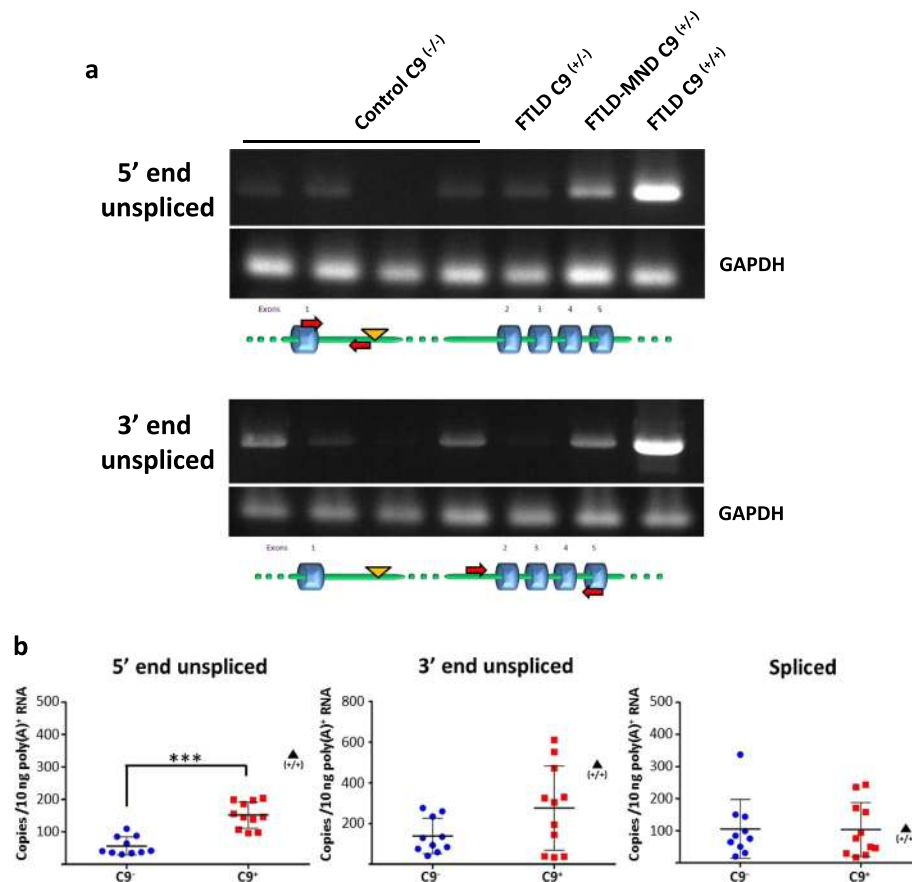 a
Control C9 (-/-)
FTLD C9 (+/-)
FTLD-MND C9 (+/-)
FTLD C9 (+/+)
5’ end
unspliced
GAPDH
Exons 1 2 3 4 5
3’ end
unspliced
GAPDH
Exons 1 2 3 4 5
b
5’ end unspliced
Copies /10 ng poly(A)+ RNA
500
400
300
200
100
***
(+/+)
C9-
C9+
3’ end unspliced
Copies /10 ng poly(A)+ RNA
800
600
400
200
(+/+)
C9-
C9+
Spliced
Copies /10 ng poly(A)+ RNA
500
400
300
200
100
(+/+)
C9-
C9+